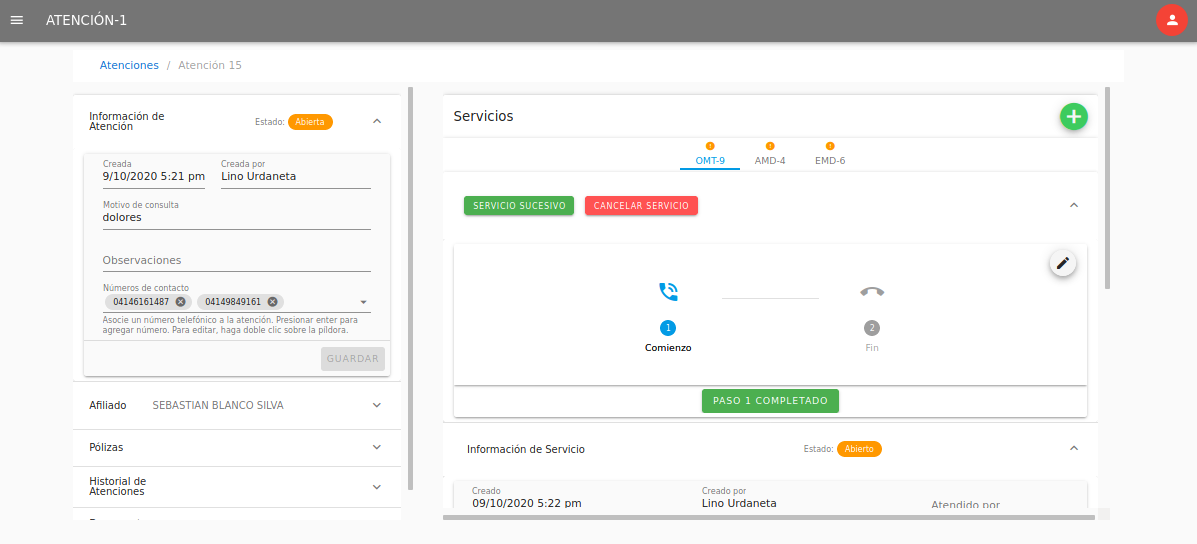 ATENCIÓN-1
Atenciones / Atención 15
Información de
Atención
Estado: Abierta
Creada
9/10/2020 5:21 pm
Creada por
Lino Urdaneta
Motivo de consulta
dolores
Observaciones
Números de contacto
04146161487
04149849161
Asocie un número telefónico a la atención. Presionar enter para
agregar número. Para editar, haga doble clic sobre la píldora.
GUARDAR
Afiliado SEBASTIAN BLANCO SILVA
Pólizas
Historial de
Atenciones
Servicios
OMT-9
AMD-4
EMD-6
SERVICIO SUCESIVO
CANCELAR SERVICIO
1
Comienzo
2
Fin
PASO 1 COMPLETADO
Información de Servicio
Estado: Abierto
Creado
09/10/2020 5:22 pm
Creado por
Lino Urdaneta
Atendido por